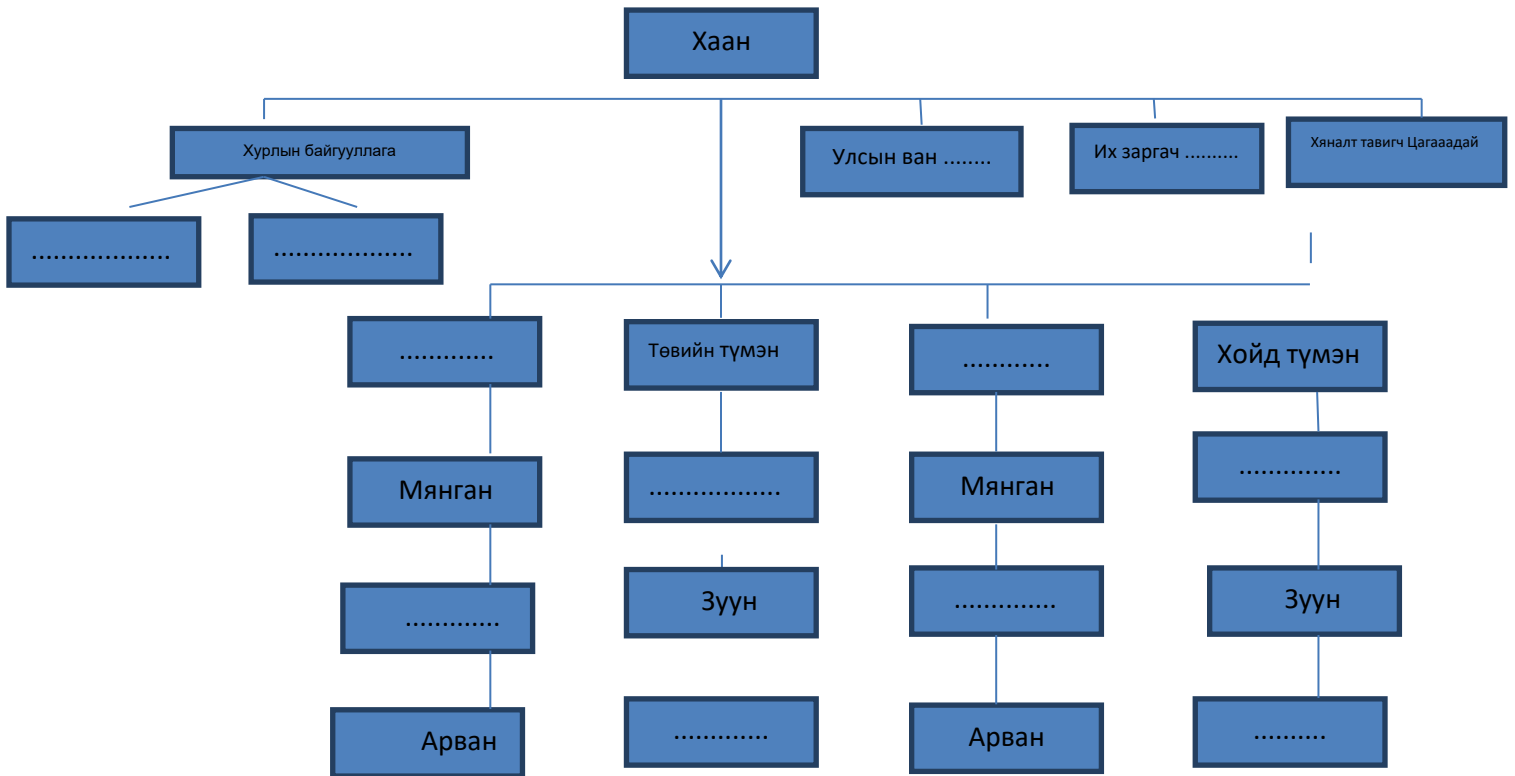 Хаан
Хурлын байгууллага
Улсын ван ........
Их заргач ..........
Хяналт тавигч Цагааадай
...................
...................
.............
Төвийн түмэн
............
Хойд түмэн
Мянган
..................
Мянган
..............
.............
Зуун
..............
Зуун
Арван
.............
Арван
..........